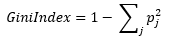 GiniIndex = 1 − ∑_j p_j^2